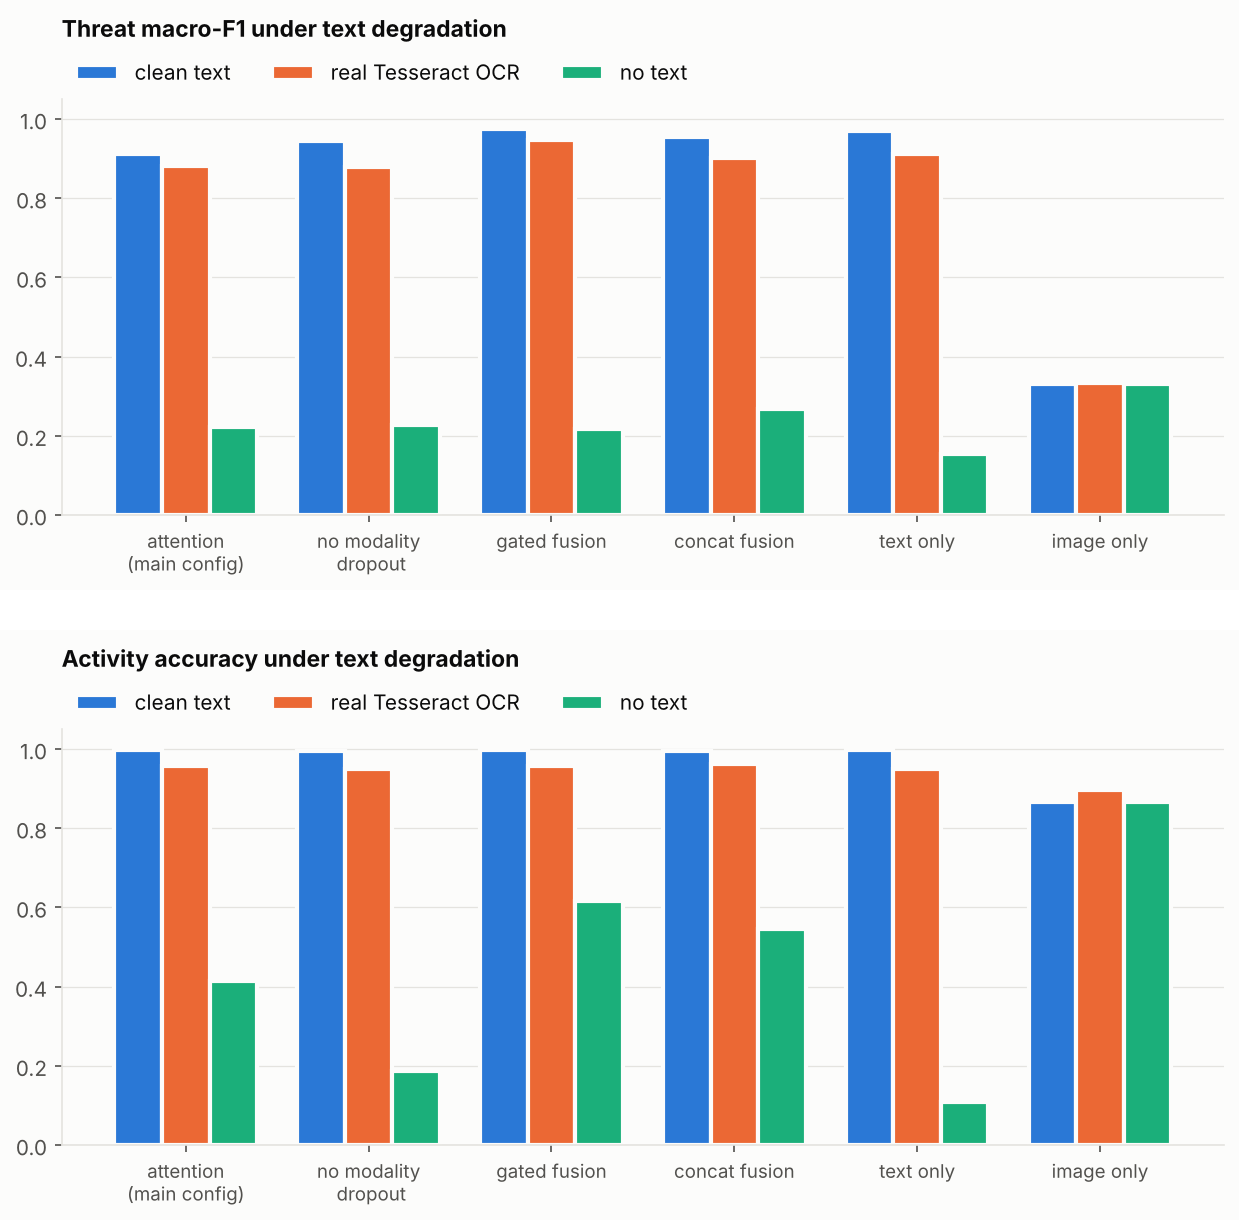 Threat macro-F1 under text degradation
clean text real Tesseract OCR no text
1.0
0.8
0.6
0.4
0.2
0.0
attention (main config)
no modality dropout
gated fusion
concat fusion
text only
image only
Activity accuracy under text degradation
clean text real Tesseract OCR no text
1.0
0.8
0.6
0.4
0.2
0.0
attention (main config)
no modality dropout
gated fusion
concat fusion
text only
image only